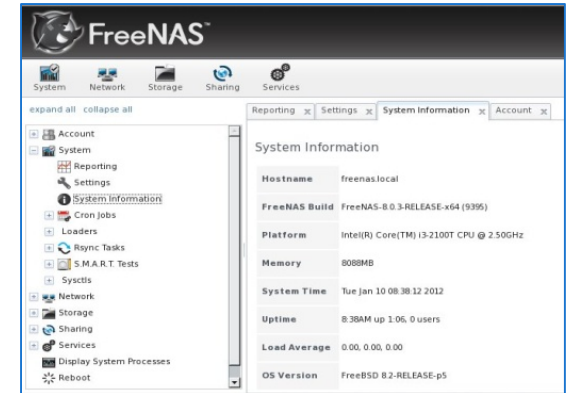 FreeNAS™
System Network Storage Sharing Services
expand all collapse all
Account
System
Reporting
Settings
System Information
Cron Jobs
Loaders
Rsync Tasks
S.M.A.R.T. Tests
Sysctls
Network
Storage
Sharing
Services
Display System Processes
Reboot
Reporting x Settings x System Information x Account x
System Information
Hostname freenas.local
FreeNAS Build FreeNAS-8.0.3-RELEASE-x64 (9395)
Platform Intel(R) Core(TM) i3-2100T CPU @ 2.50GHz
Memory 8088MB
System Time Tue Jan 10 08:38:12 2012
Uptime 8:38AM up 1:06, 0 users
Load Average 0.00, 0.00, 0.00
OS Version FreeBSD 8.2-RELEASE-p5